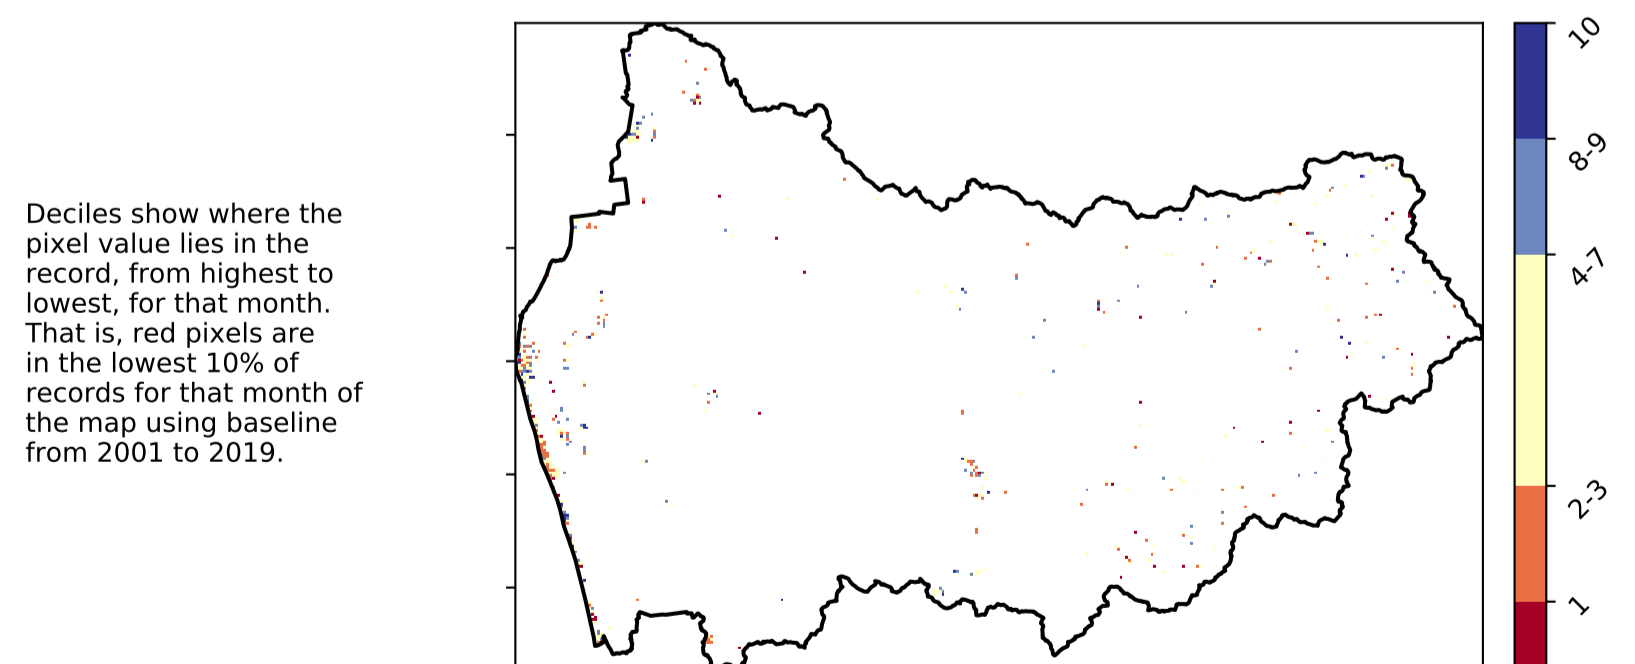 Deciles show where the
pixel value lies in the
record, from highest to
lowest, for that month.
That is, red pixels are
in the lowest 10% of
records for that month of
the map using baseline
from 2001 to 2019.
10
8-9
4-7
2-3
1